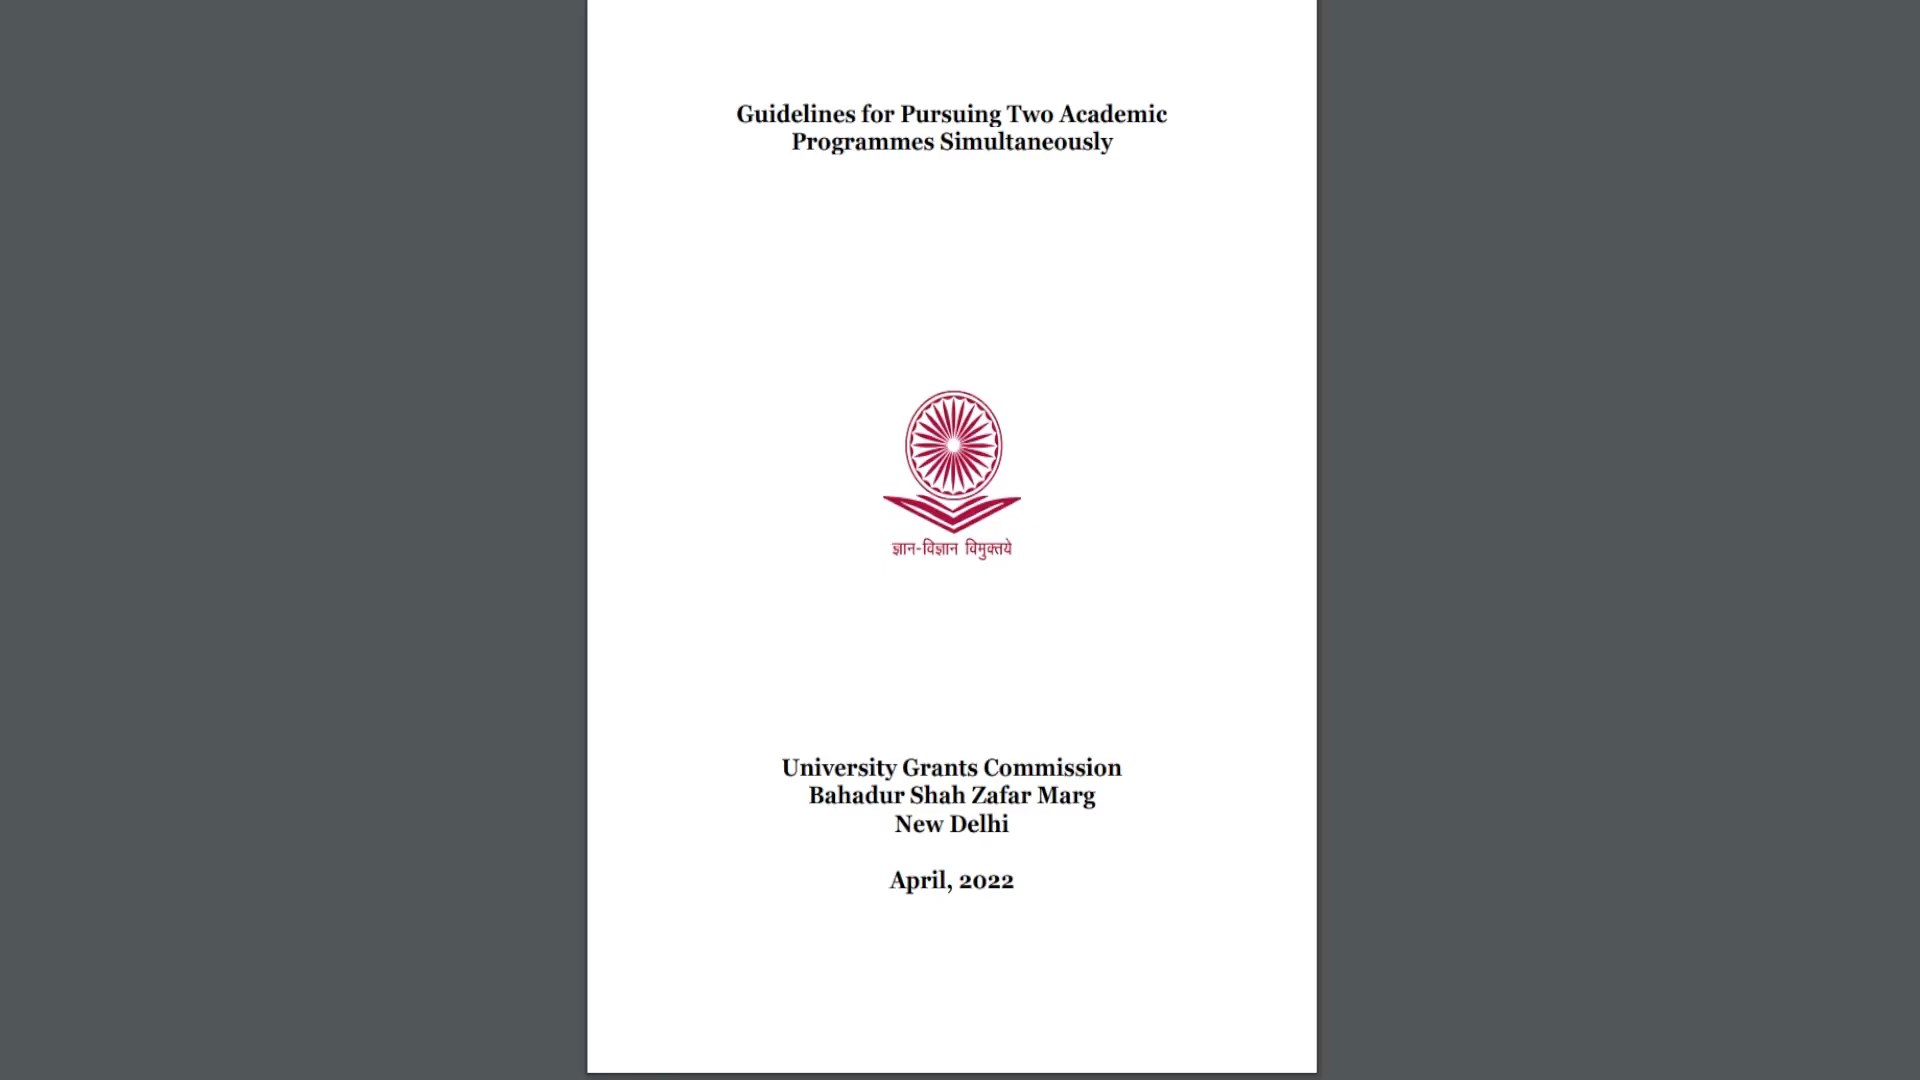 Guidelines for Pursuing Two Academic
Programmes Simultaneously
ज्ञान-विज्ञान विमुक्तये
University Grants Commission
Bahadur Shah Zafar Marg
New Delhi
April, 2022